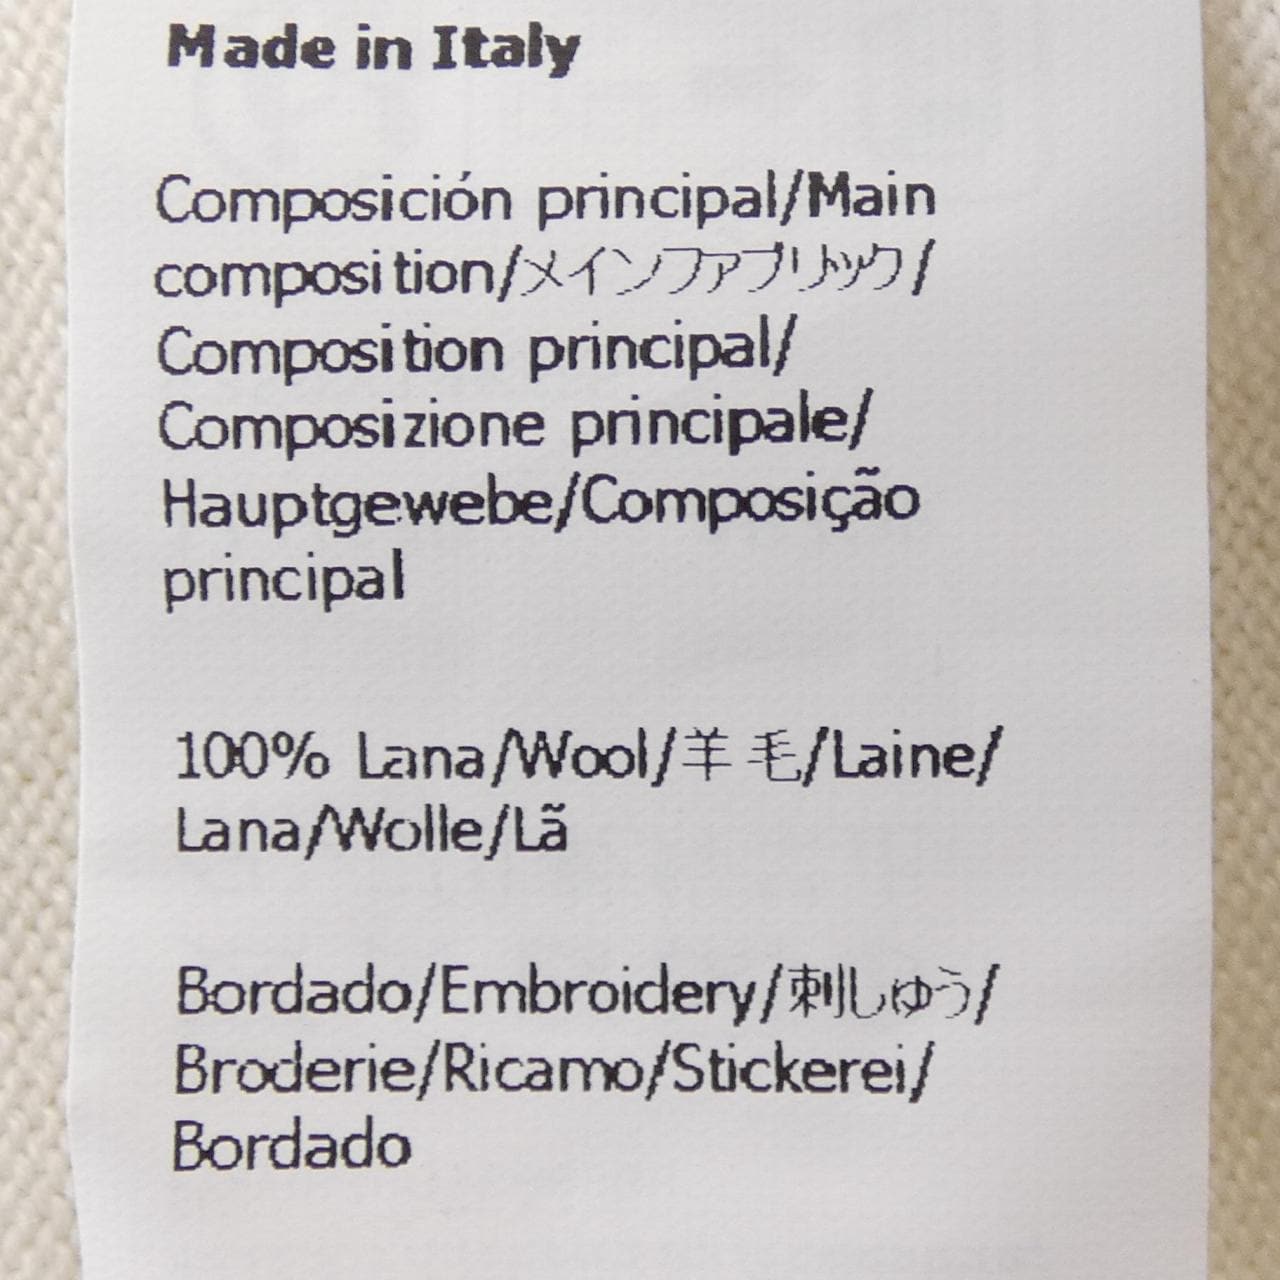 Made in Italy
Composición principal/Main
composition/メインファブリック/
Composition principal/
Composizione principale/
Hauptgewebe/Composição
principal
100% Lana/Wool/羊毛/Laine/
Lana/Wolle/Lã
Bordado/Embroidery/刺しゅう/
Broderie/Ricamo/Stickerei/
Bordado